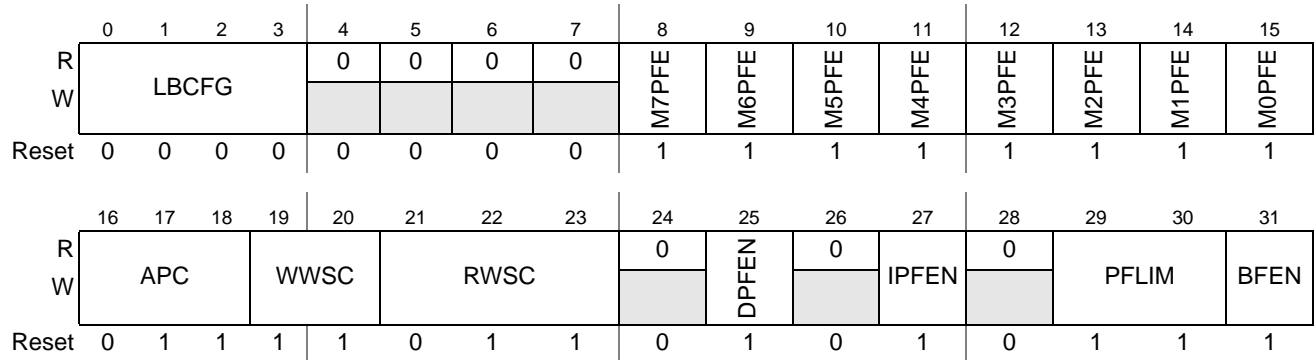 0 1 2 3 4 5 6 7 8 9 10 11 12 13 14 15
R LBCFG 0 0 0 0 M7PFE M6PFE M5PFE M4PFE M3PFE M2PFE M1PFE M0PFE
W
Reset 0 0 0 0 0 0 0 0 1 1 1 1 1 1 1 1
16 17 18 19 20 21 22 23 24 25 26 27 28 29 30 31
R APC WWSC RWSC 0 DPFEN 0 IPFEN 0 PFLIM BFEN
W
Reset 0 1 1 1 1 0 1 1 0 1 0 1 0 1 1 1